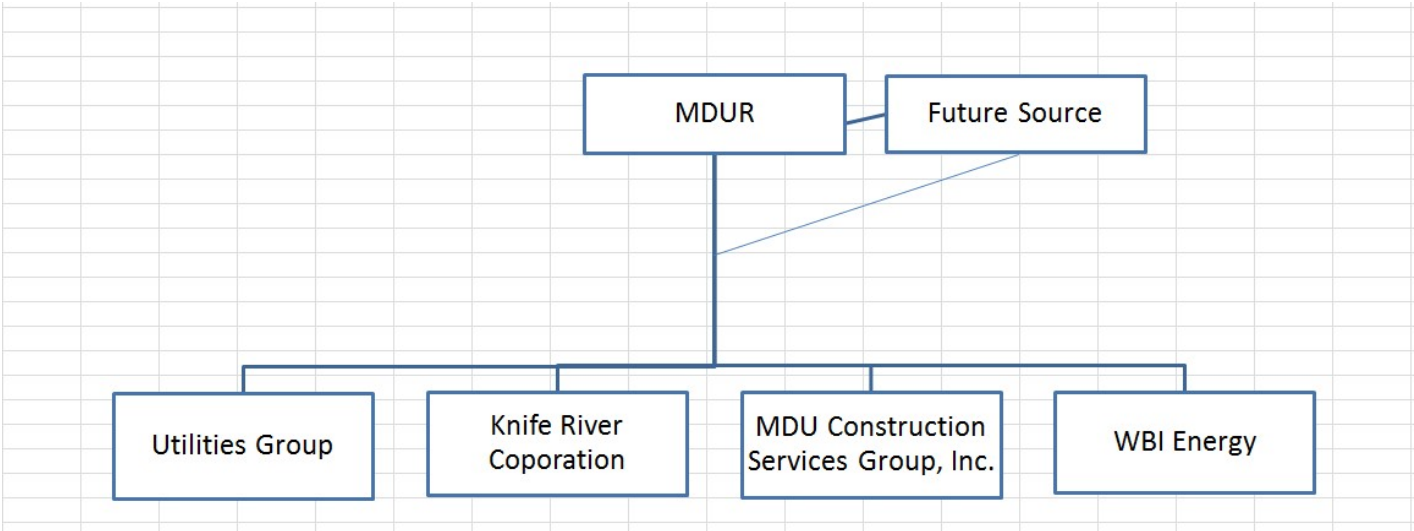 MDUR
Future Source
Utilities Group
Knife River
Coporation
MDU Construction
Services Group, Inc.
WBI Energy